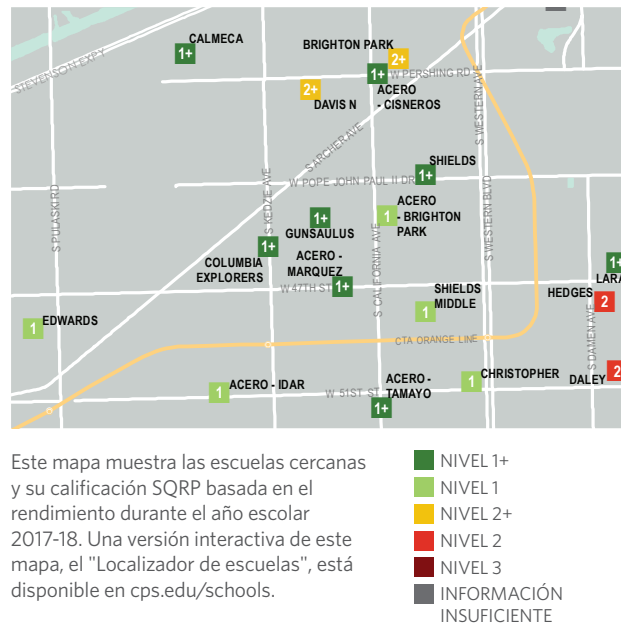 CALMECA
1+
BRIGHTON PARK
2+
STEVENSON EXPY
W PERSHING RD
1+
ACERO
- CISNEROS
2+
DAVIS N
S ARCHER AVE
S WESTERN AVE
SHIELDS
1+
W POPE JOHN PAUL II DR
S PULASKI RD
S KEDZIE AVE
1+
GUNSAULUS
1
ACERO
- BRIGHTON
PARK
S CALIFORNIA AVE
S WESTERN BLVD
1+
COLUMBIA
EXPLORERS
ACERO -
MARQUEZ
1+
W 47TH ST
1+
LARA
HEDGES
2
SHIELDS
MIDDLE
1
S DAMEN AVE
1
EDWARDS
CTA ORANGE LINE
1
ACERO - IDAR
W 51ST ST
ACERO -
TAMAYO
1+
1
CHRISTOPHER
DALEY
2
Este mapa muestra las escuelas cercanas
y su calificación SQRP basada en el
rendimiento durante el año escolar
2017-18. Una versión interactiva de este
mapa, el "Localizador de escuelas", está
disponible en cps.edu/schools.
NIVEL 1+
NIVEL 1
NIVEL 2+
NIVEL 2
NIVEL 3
INFORMACIÓN
INSUFICIENTE